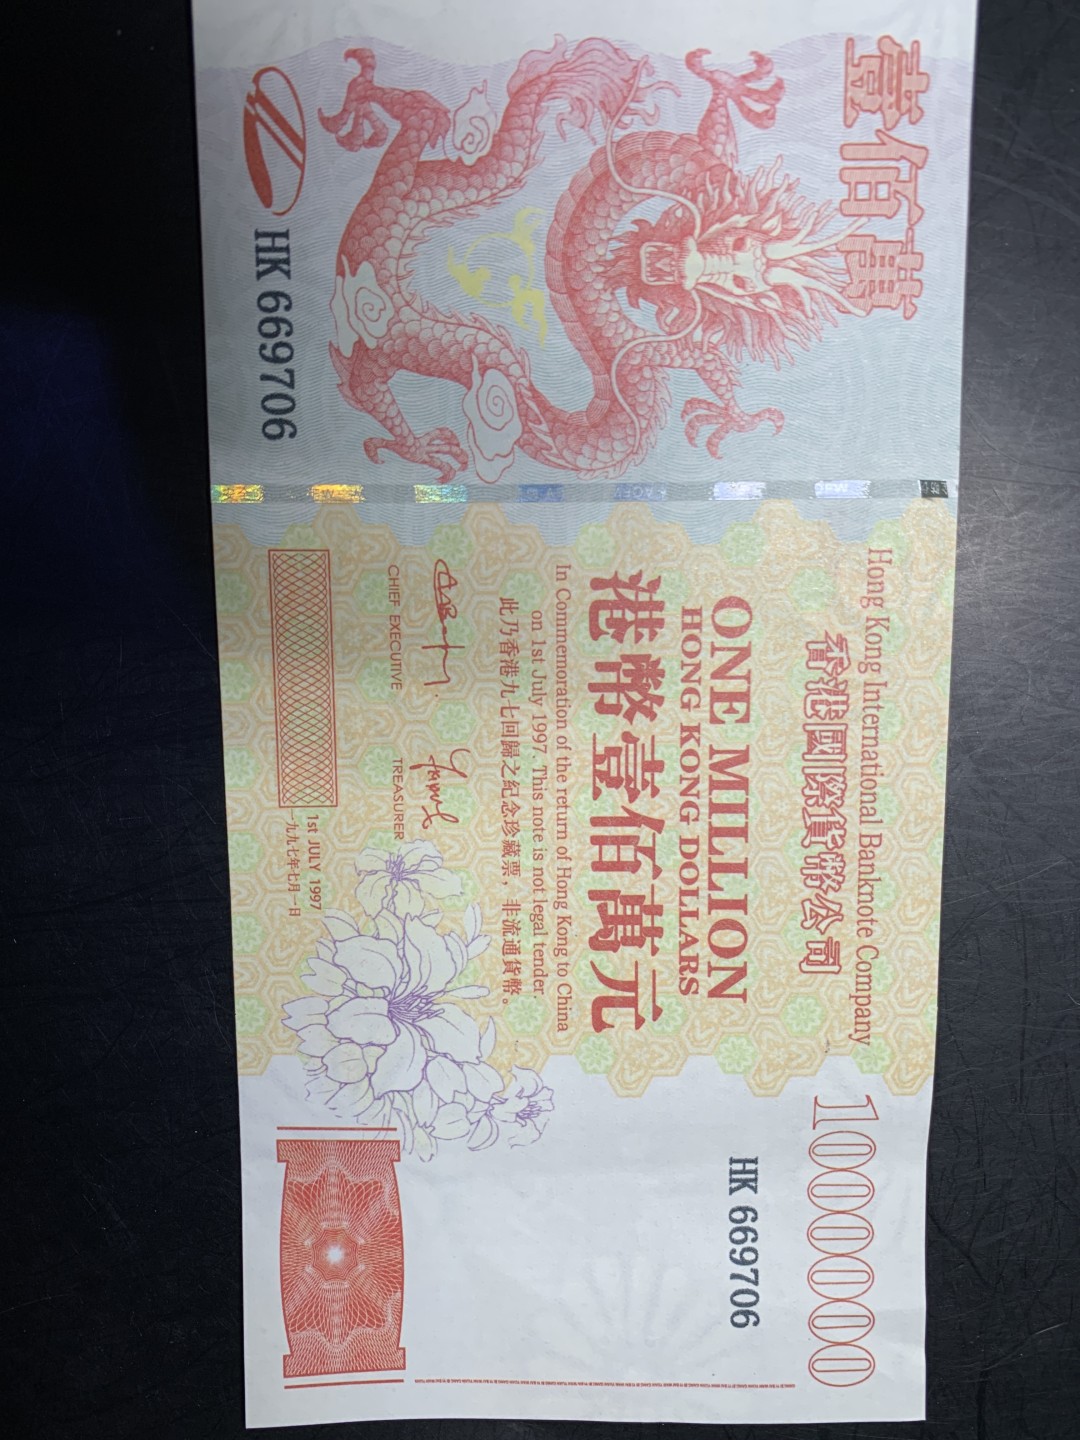 壹佰萬
HK 669706
Hong Kong International Banknote Company
香港國際貨幣公司
ONE MILLION
HONG KONG DOLLARS
港幣壹佰萬元
In Commemoration of the return of Hong Kong to China
on 1st July 1997. This note is not legal tender.
此乃香港九七回歸之紀念珍藏票，非流通貨幣。
CHIEF EXECUTIVE
TREASURER
1st JULY 1997
一九九七年七月一日
1000000
HK 669706